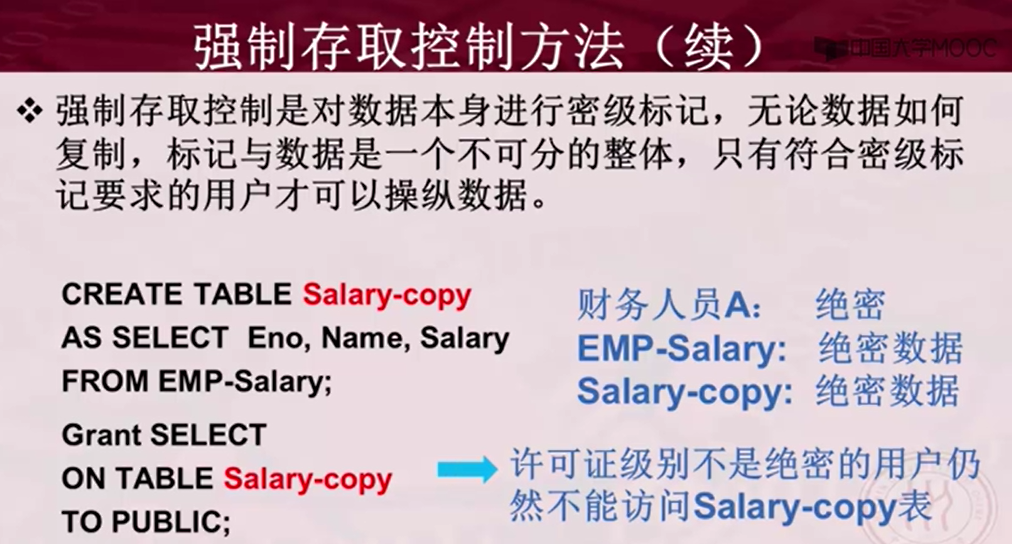 强制存取控制方法（续）
中国大学MOOC
❖ 强制存取控制是对数据本身进行密级标记，无论数据如何
复制，标记与数据是一个不可分的整体，只有符合密级标
记要求的用户才可以操纵数据。
CREATE TABLE Salary-copy
AS SELECT Eno, Name, Salary
FROM EMP-Salary;
Grant SELECT
ON TABLE Salary-copy
TO PUBLIC;
财务人员A： 绝密
EMP-Salary: 绝密数据
Salary-copy: 绝密数据
许可证级别不是绝密的用户仍
然不能访问Salary-copy表